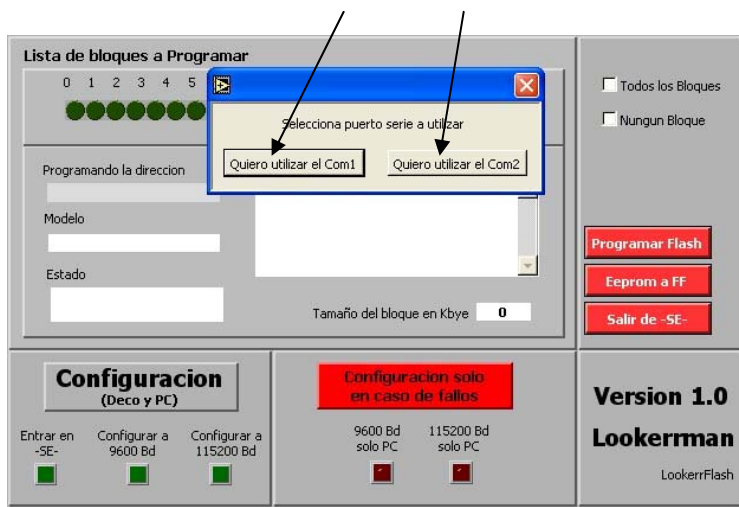 Lista de bloques a Programar
0 1 2 3 4 5
Selecciona puerto serie a utilizar
Quiero utilizar el Com1
Quiero utilizar el Com2
Todos los Bloques
Nungun Bloque
Programando la direccion
Modelo
Estado
Tamaño del bloque en Kbye 0
Programar Flash
Eeprom a FF
Salir de -SE-
Configuracion
(Deco y PC)
Entrar en
-SE-
Configurar a
9600 Bd
Configurar a
115200 Bd
Configuracion solo
en caso de fallos
9600 Bd
solo PC
115200 Bd
solo PC
Version 1.0
Lookerrman
LookerrFlash